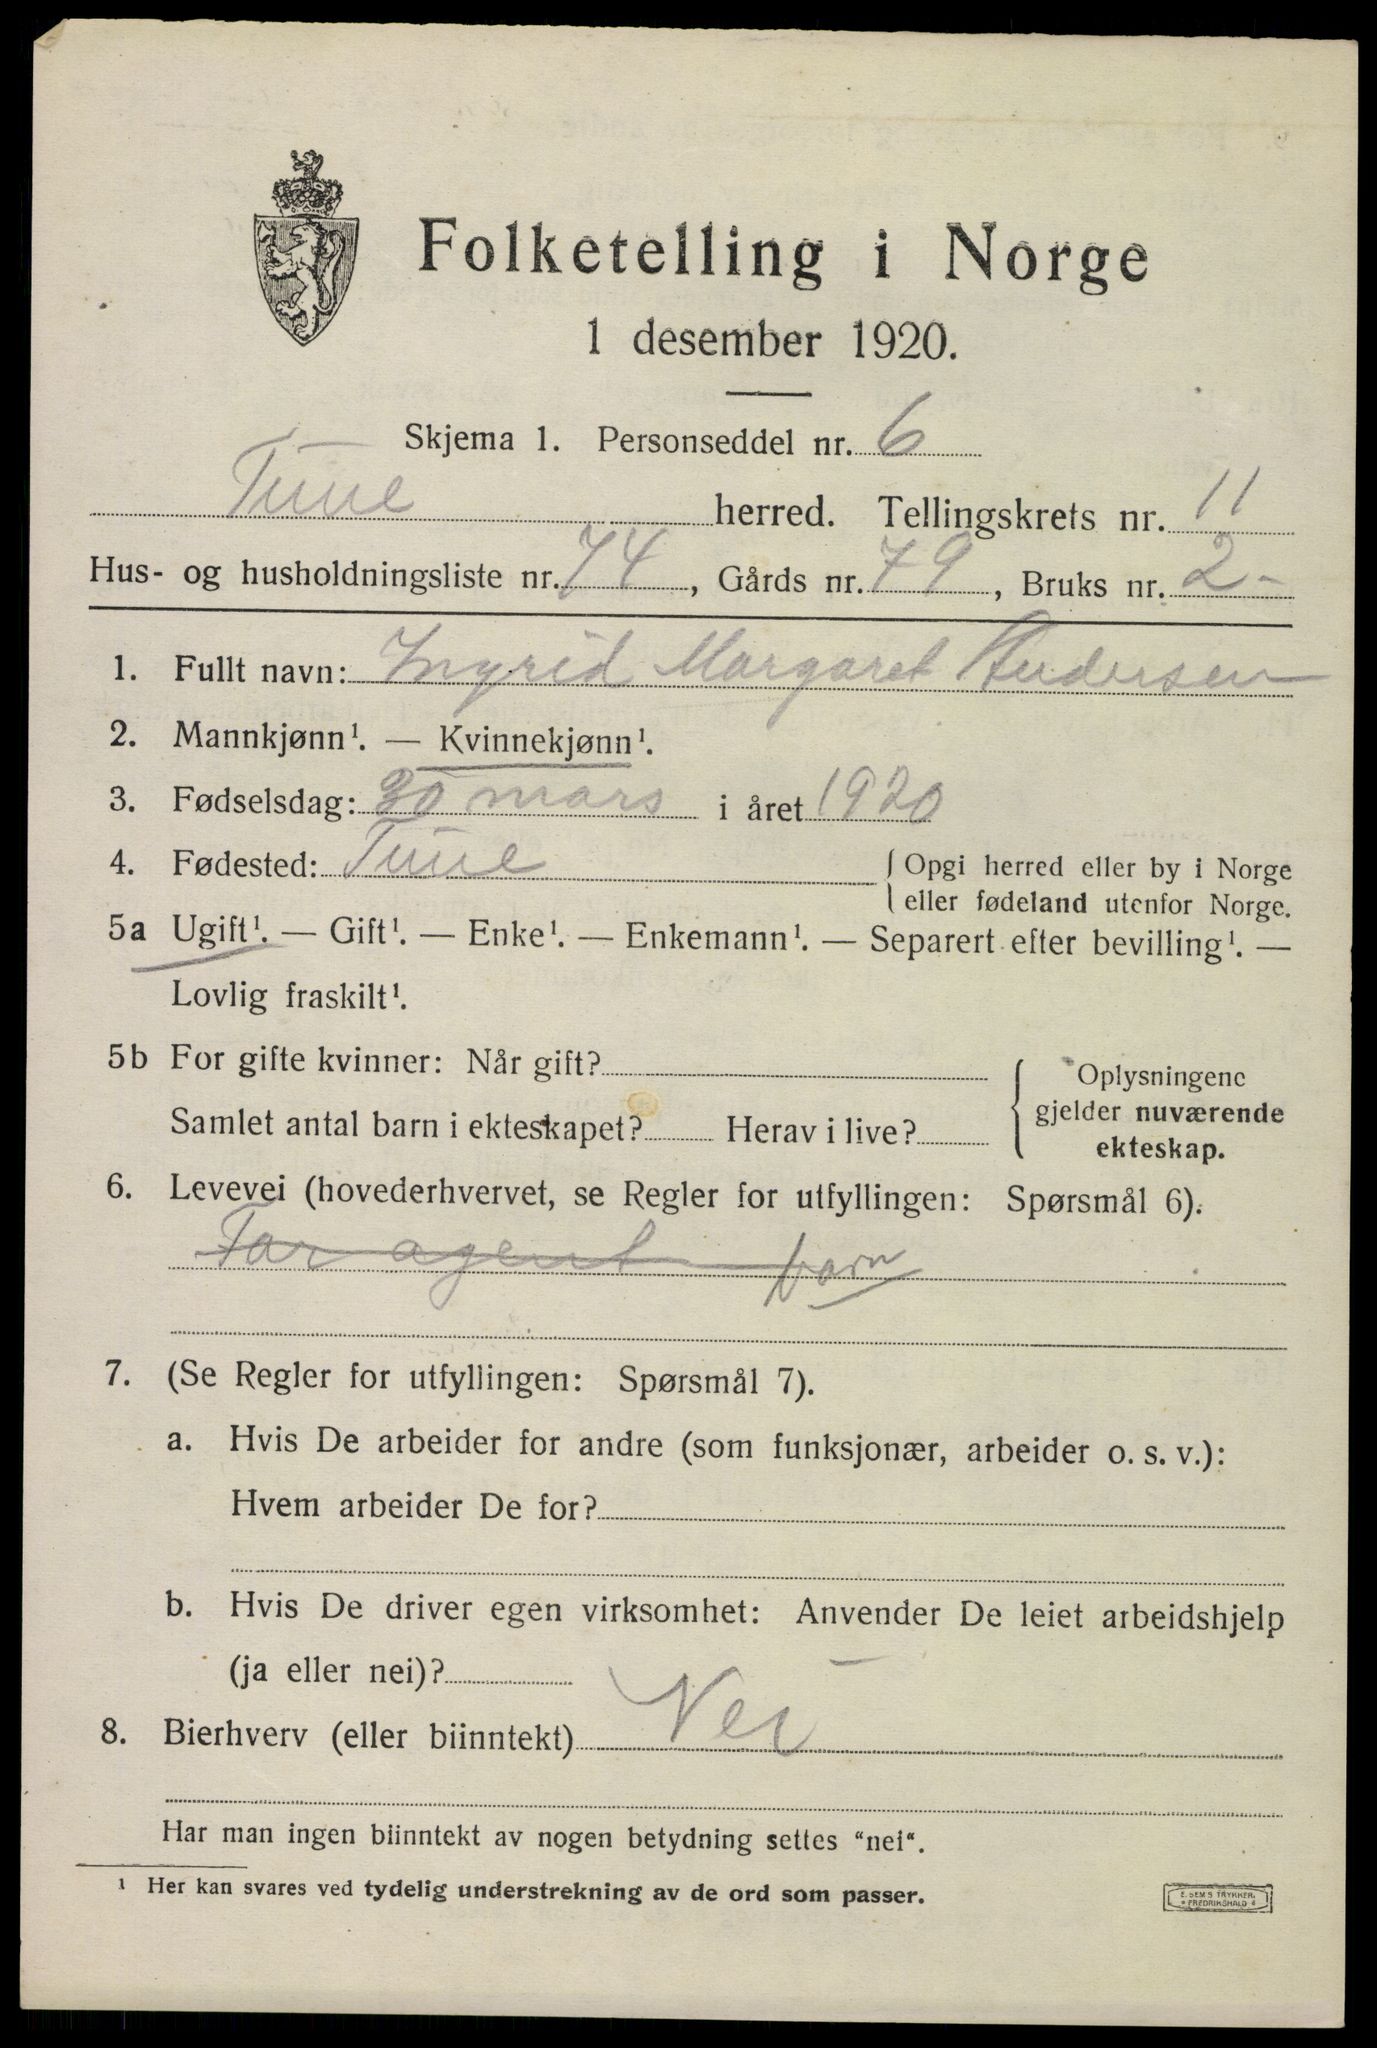 Folketelling i Norge
1 desember 1920.
Skjema 1. Personseddel nr. 6
Tune herred. Tellingskrets nr. 11
Hus- og husholdningsliste nr. 74, Gårds nr. 79, Bruks nr. 2-
1. Fullt navn: Ingrid Margaret Andersen
2. Mannkjønn¹. — Kvinnekjønn¹.
3. Fødselsdag: 30 mars i året 1920
4. Fødested: Tune { Opgi herred eller by i Norge
eller fødeland utenfor Norge.
5a Ugift¹. — Gift¹. — Enke¹. — Enkemann¹. — Separert efter bevilling¹. —
Lovlig fraskilt¹.
5b For gifte kvinner: Når gift?
Samlet antal barn i ekteskapet? Herav i live?
{ Oplysningene
gjelder nuværende
ekteskap.
6. Levevei (hovederhvervet, se Regler for utfyllingen: Spørsmål 6).
Far agent barn
7. (Se Regler for utfyllingen: Spørsmål 7).
a. Hvis De arbeider for andre (som funksjonær, arbeider o. s. v.):
Hvem arbeider De for?
b. Hvis De driver egen virksomhet: Anvender De leiet arbeidshjelp
(ja eller nei)? —
8. Bierhverv (eller biinntekt) Nei
Har man ingen biinntekt av nogen betydning settes "nei".
¹ Her kan svares ved tydelig understrekning av de ord som passer.
E. SEM'S TRYKKER.
* FREDRIKSHALD *